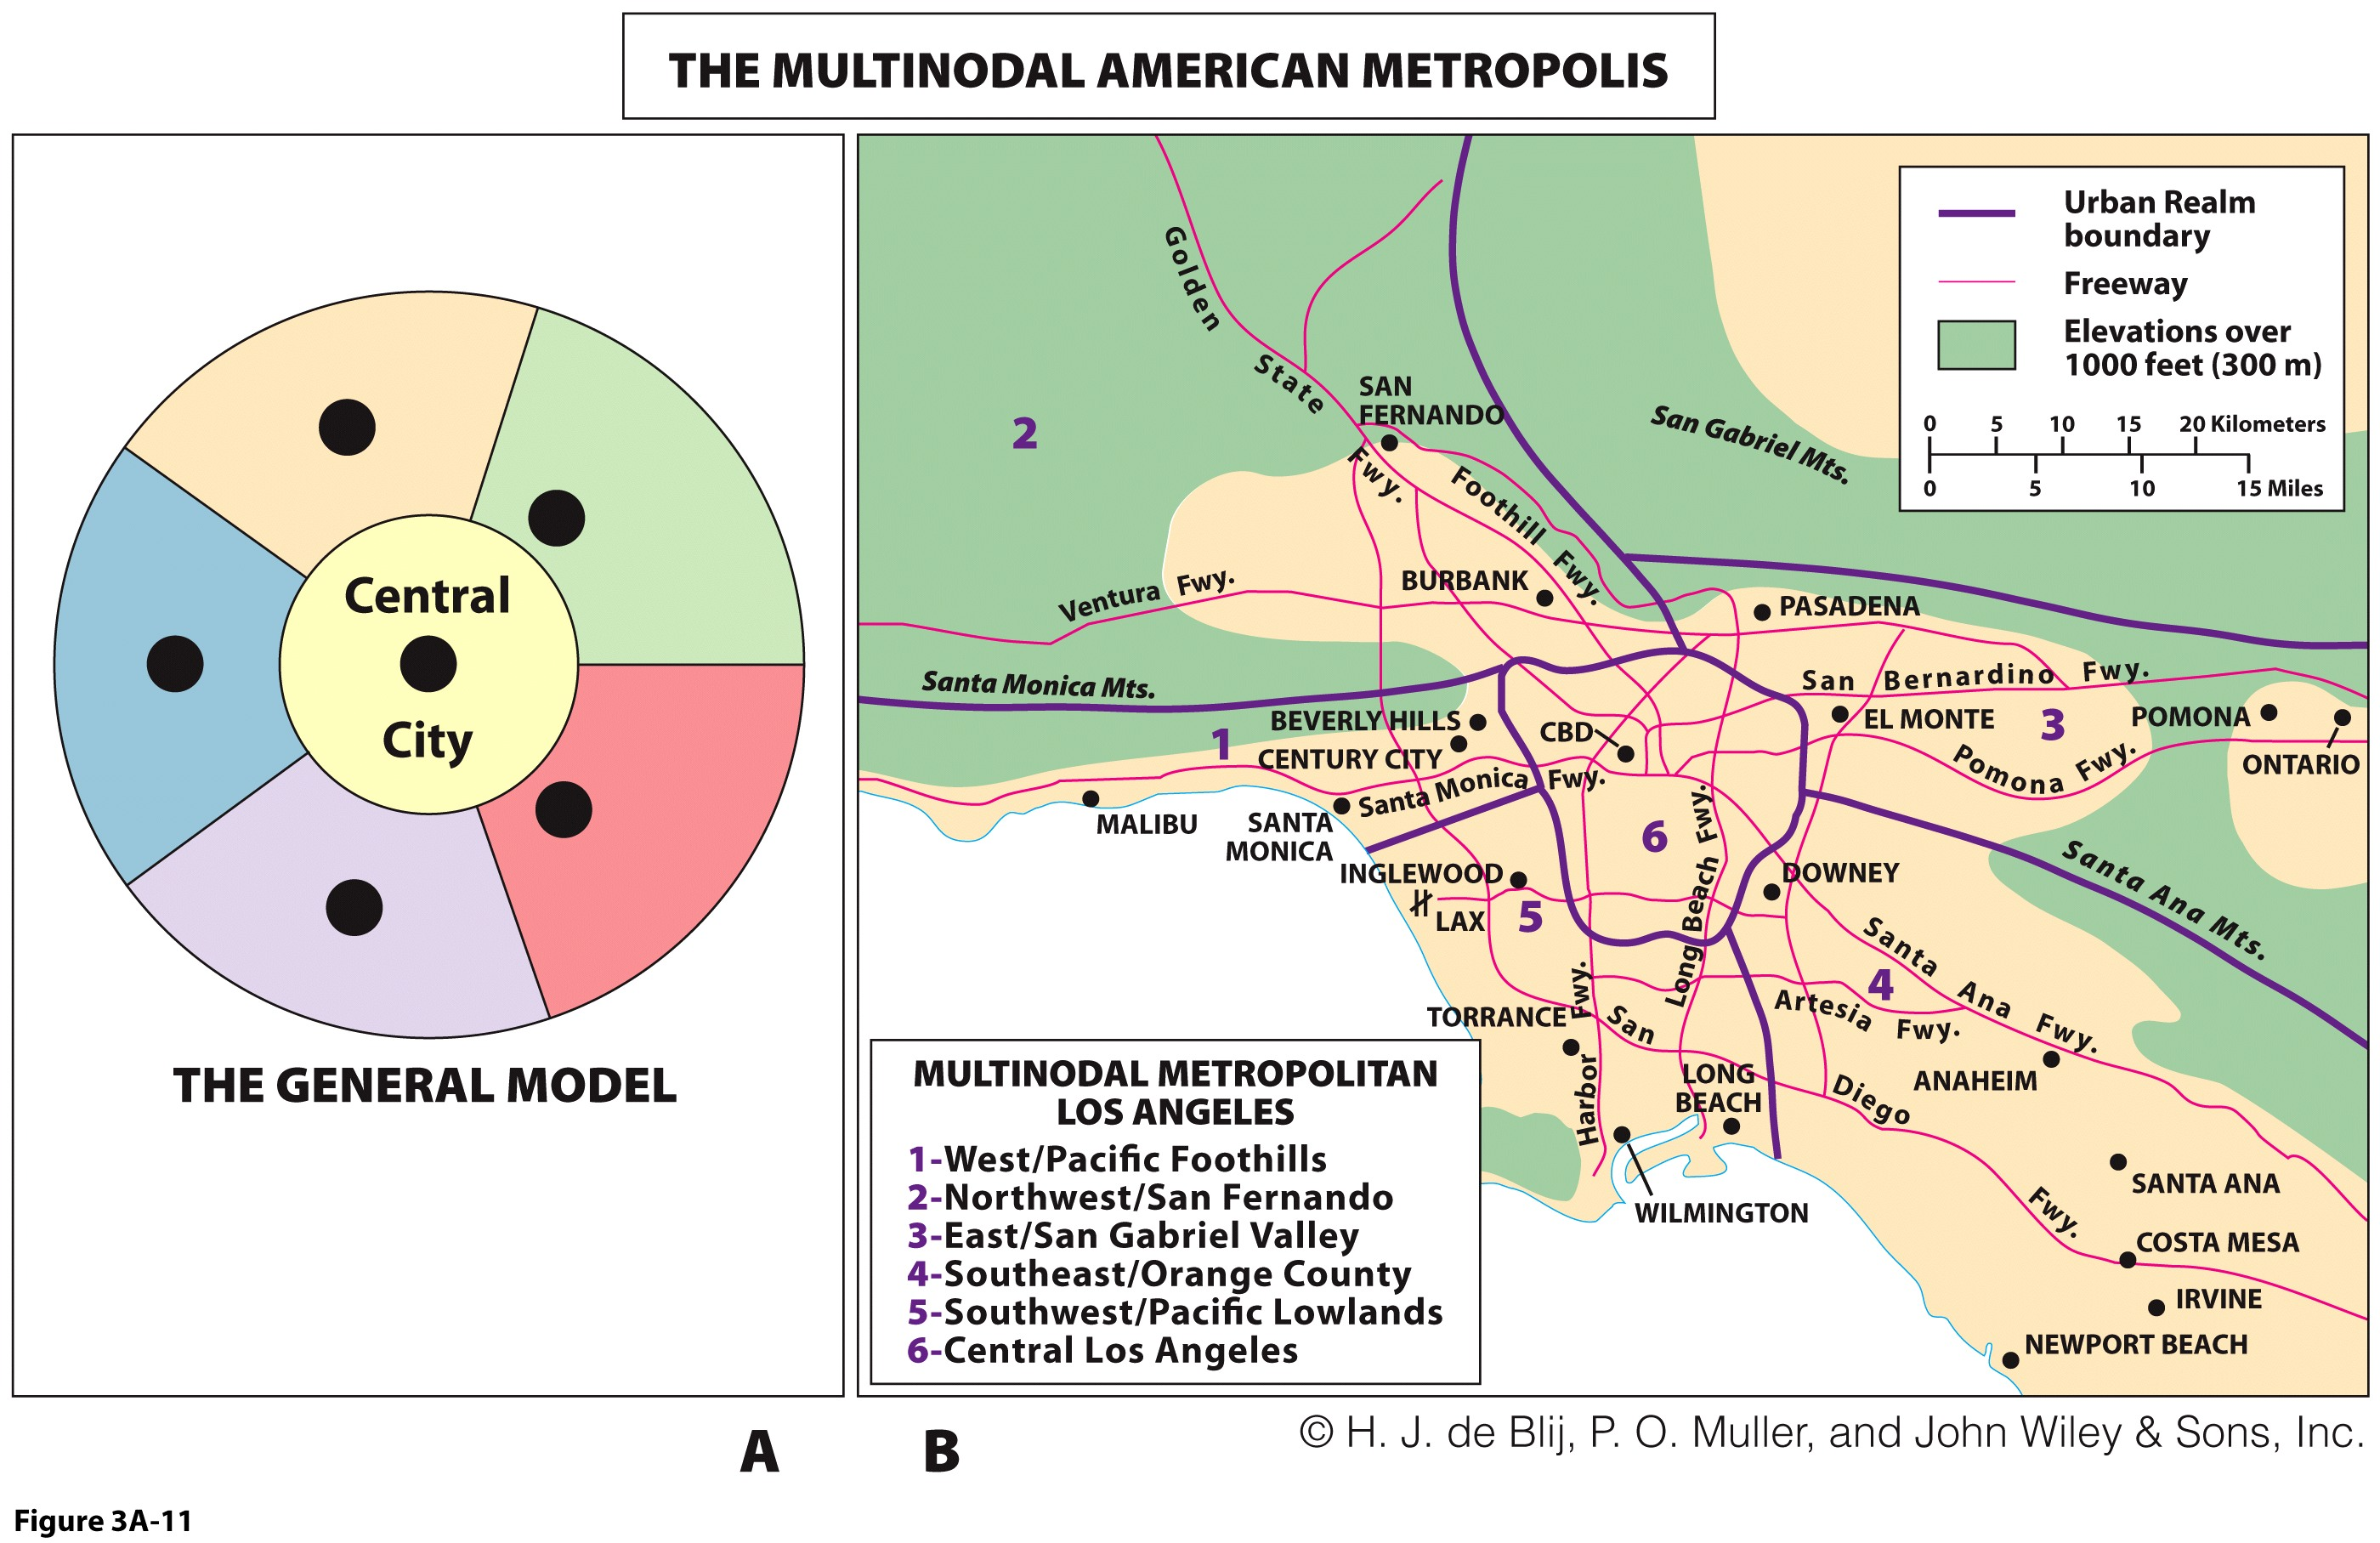 THE MULTINODAL AMERICAN METROPOLIS
Central
City
THE GENERAL MODEL
A
Urban Realm
boundary
Freeway
Elevations over
1000 feet (300 m)
0 5 10 15 20 Kilometers
0 5 10 15 Miles
Golden State Fwy.
SAN
FERNANDO
San Gabriel Mts.
2
Foothill Fwy.
Ventura Fwy.
BURBANK
PASADENA
Santa Monica Mts.
San Bernardino Fwy.
BEVERLY HILLS
1
CENTURY CITY
CBD
EL MONTE
3
POMONA
ONTARIO
Pomona Fwy.
Santa Monica Fwy.
MALIBU
SANTA
MONICA
6
Long Beach Fwy.
INGLEWOOD
DOWNEY
Santa Ana Mts.
LAX
5
Santa Ana Fwy.
4
Artesia Fwy.
TORRANCE
Harbor Fwy.
San Diego Fwy.
LONG
BEACH
ANAHEIM
WILMINGTON
SANTA ANA
COSTA MESA
IRVINE
NEWPORT BEACH
MULTINODAL METROPOLITAN
LOS ANGELES
1-West/Pacific Foothills
2-Northwest/San Fernando
3-East/San Gabriel Valley
4-Southeast/Orange County
5-Southwest/Pacific Lowlands
6-Central Los Angeles
B
© H. J. de Blij, P. O. Muller, and John Wiley & Sons, Inc.
Figure 3A-11